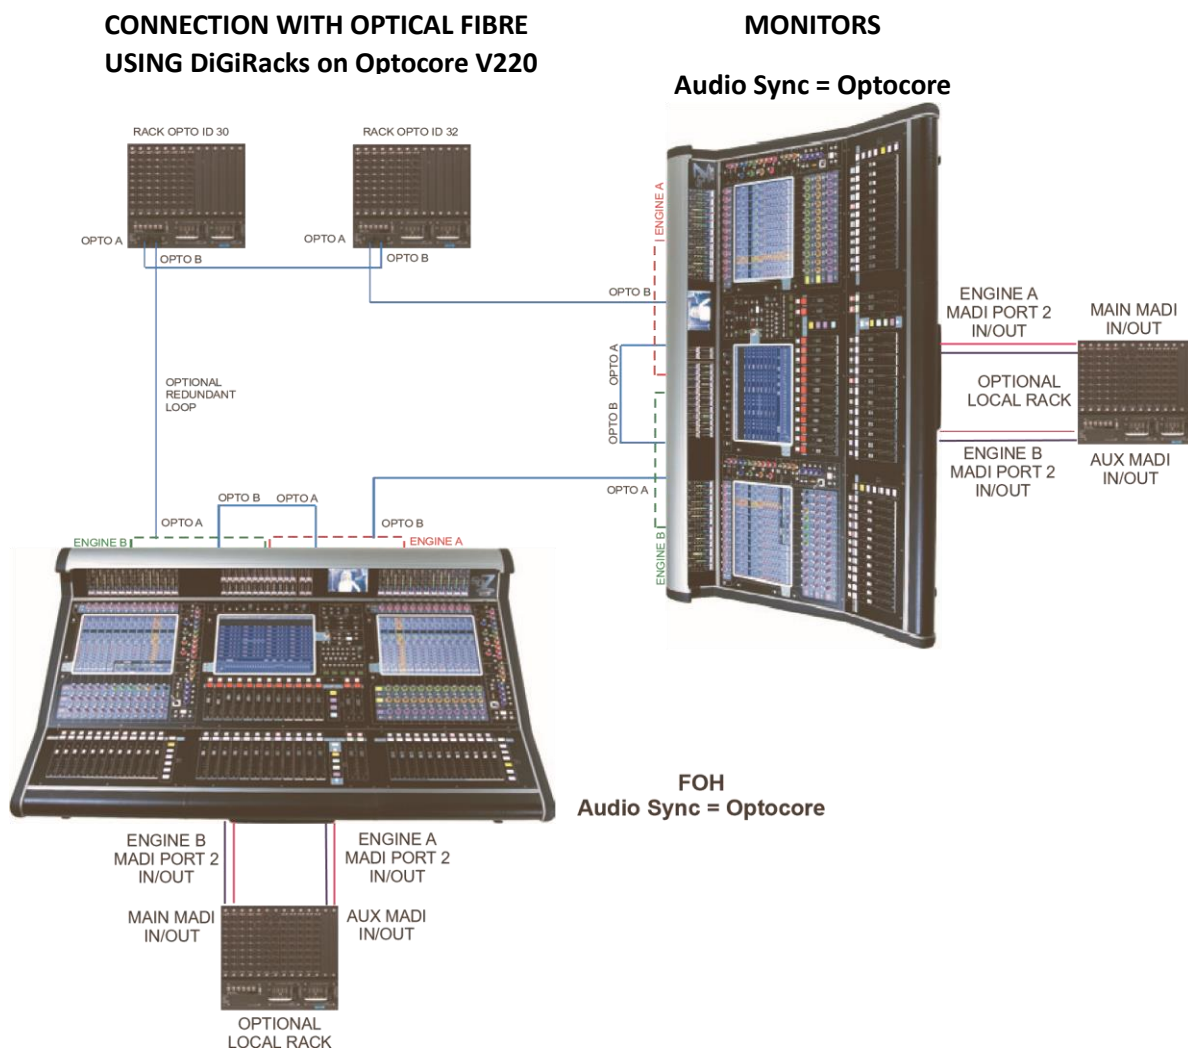 CONNECTION WITH OPTICAL FIBRE
USING DiGiRacks on Optocore V220
MONITORS
Audio Sync = Optocore
RACK OPTO ID 30
RACK OPTO ID 32
OPTO A
OPTO B
OPTO A
OPTO B
ENGINE A
OPTO B
OPTO A
OPTO B
OPTO A
ENGINE B
ENGINE A
MADI PORT 2
IN/OUT
MAIN MADI
IN/OUT
OPTIONAL
LOCAL RACK
ENGINE B
MADI PORT 2
IN/OUT
AUX MADI
IN/OUT
OPTIONAL
REDUNDANT
LOOP
OPTO B
OPTO A
OPTO A
OPTO B
ENGINE B
ENGINE A
FOH
Audio Sync = Optocore
ENGINE B
MADI PORT 2
IN/OUT
ENGINE A
MADI PORT 2
IN/OUT
MAIN MADI
IN/OUT
AUX MADI
IN/OUT
OPTIONAL
LOCAL RACK